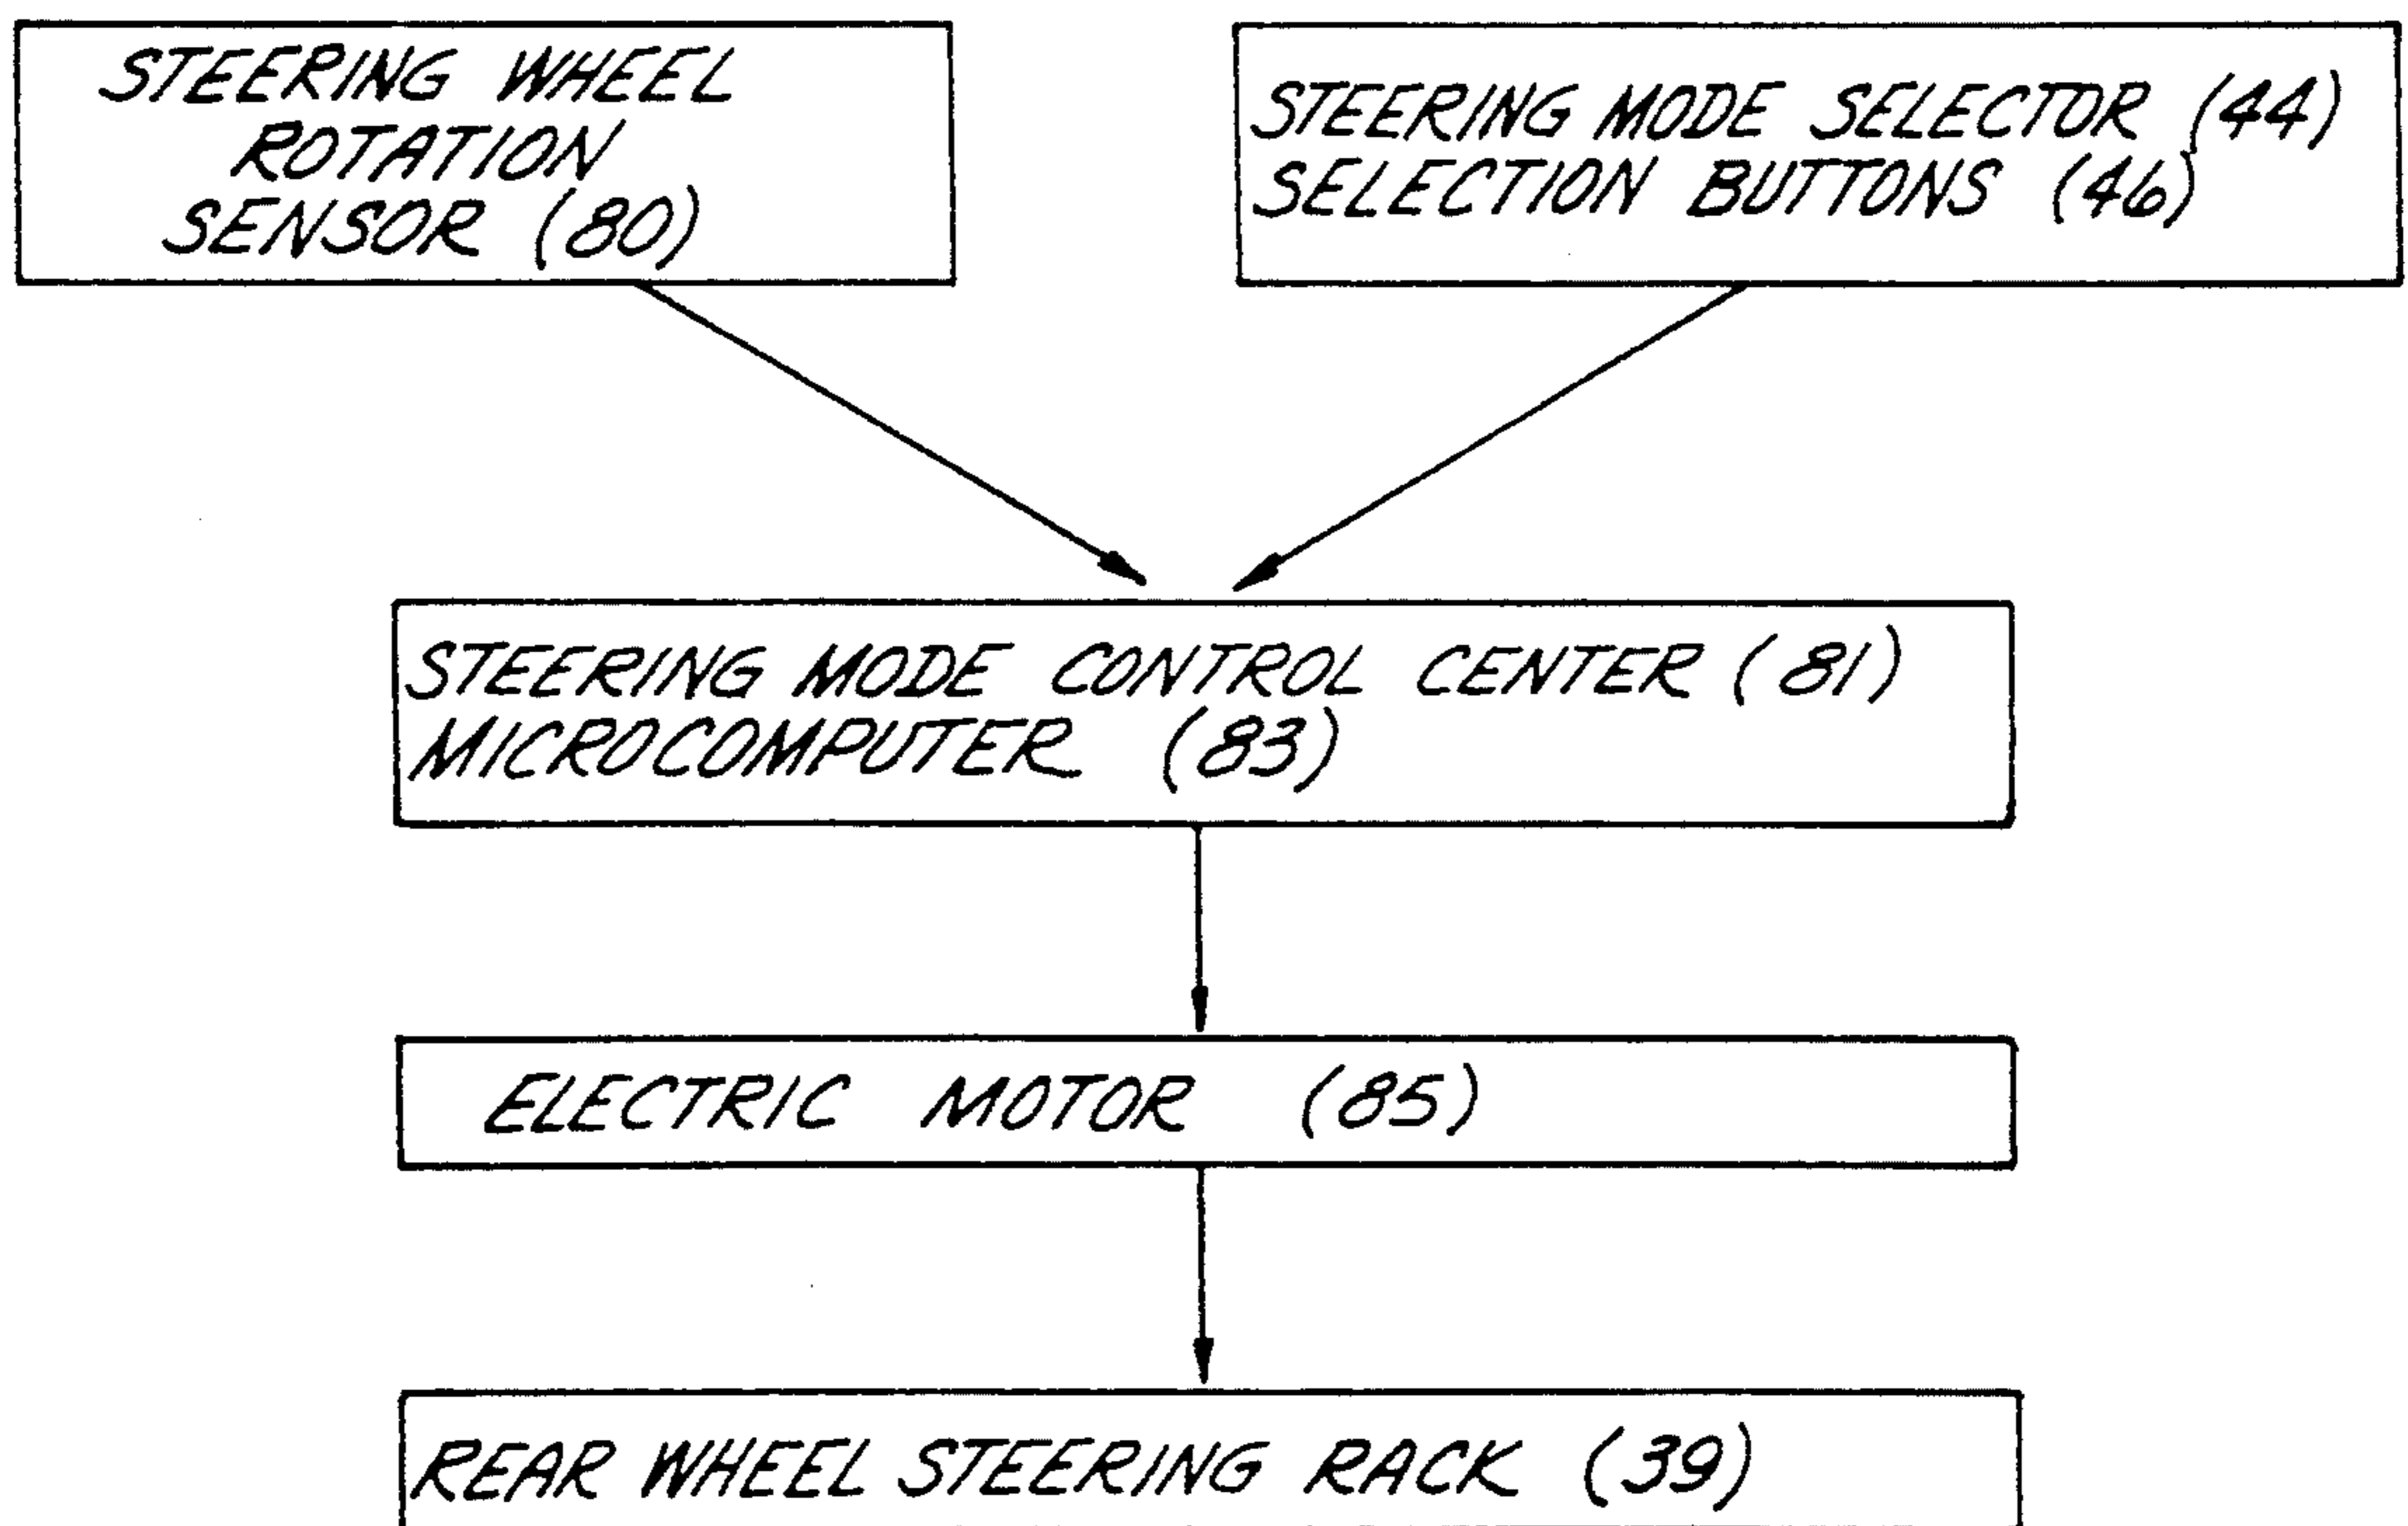 STEERING WHEEL
ROTATION
SENSOR (80)
STEERING MODE SELECTOR (44)
SELECTION BUTTONS (46)
STEERING MODE CONTROL CENTER (81)
MICROCOMPUTER (83)
ELECTRIC MOTOR (85)
REAR WHEEL STEERING RACK (39)